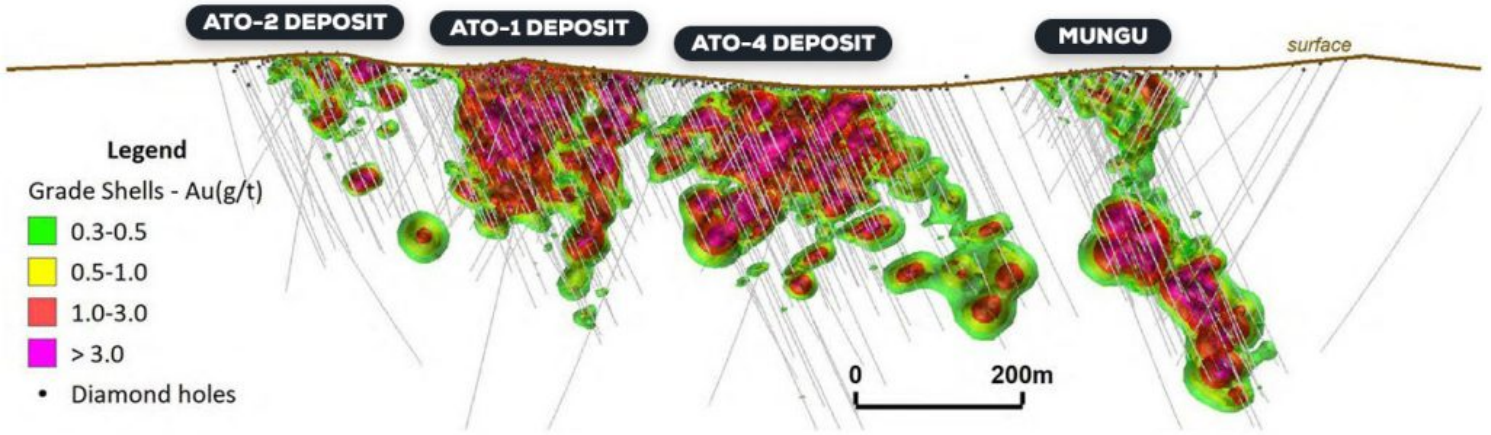 ATO-2 DEPOSIT
ATO-1 DEPOSIT
ATO-4 DEPOSIT
MUNGU
surface
Legend
Grade Shells - Au(g/t)
0.3-0.5
0.5-1.0
1.0-3.0
> 3.0
Diamond holes
0 200m